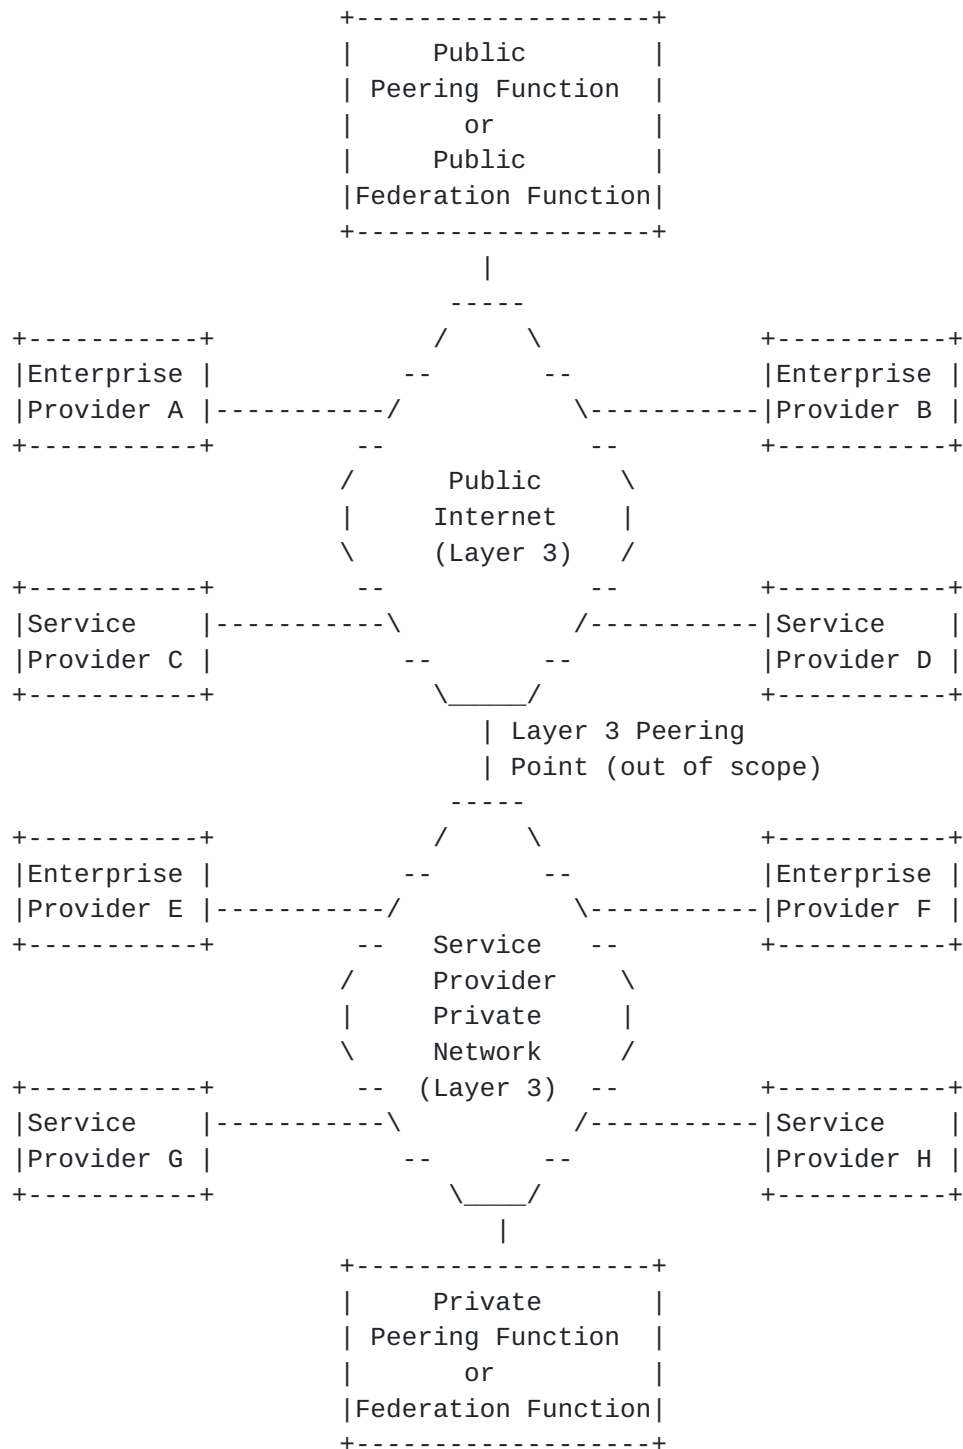 Public
Peering Function
or
Public
Federation Function
Enterprise Enterprise
Provider A Provider B
Public
Internet
(Layer 3)
Service Service
Provider C Provider D
Layer 3 Peering
Point (out of scope)
Enterprise Enterprise
Provider E Provider F
Service
Provider
Private
Network
(Layer 3)
Service Service
Provider G Provider H
Private
Peering Function
or
Federation Function